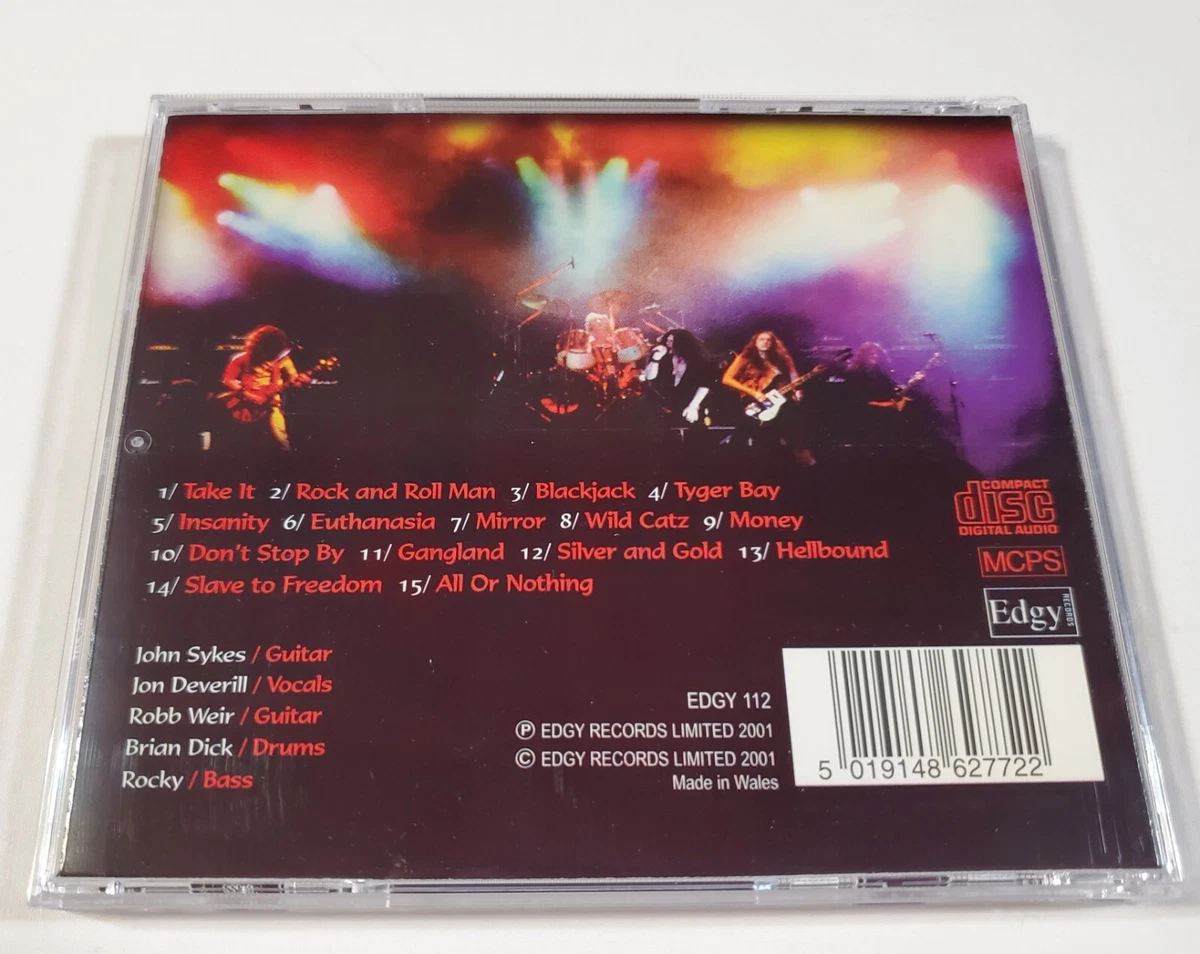 1/ Take It 2/ Rock and Roll Man 3/ Blackjack 4/ Tyger Bay
5/ Insanity 6/ Euthanasia 7/ Mirror 8/ Wild Catz 9/ Money
10/ Don't Stop By 11/ Gangland 12/ Silver and Gold 13/ Hellbound
14/ Slave to Freedom 15/ All Or Nothing
COMPACT
disc
DIGITAL AUDIO
MCPS
Edgy RECORDS
John Sykes / Guitar
Jon Deverill / Vocals
Robb Weir / Guitar
Brian Dick / Drums
Rocky / Bass
EDGY 112
Ⓟ EDGY RECORDS LIMITED 2001
© EDGY RECORDS LIMITED 2001
Made in Wales
5 019148 627722